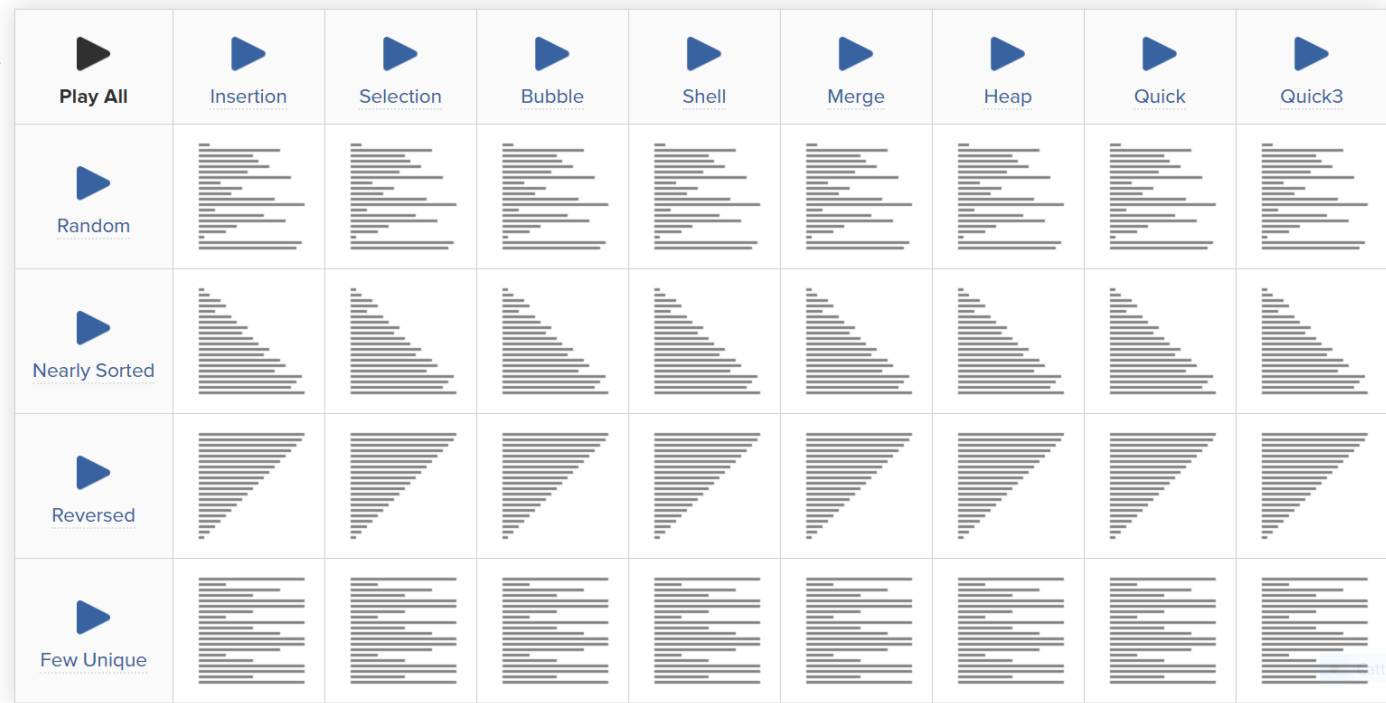 Play All
Insertion
Selection
Bubble
Shell
Merge
Heap
Quick
Quick3
Random
Nearly Sorted
Reversed
Few Unique